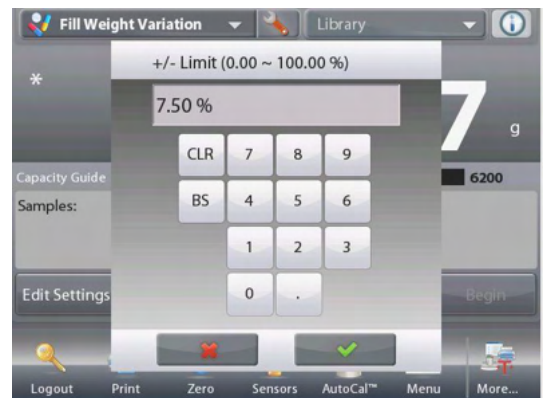 Fill Weight Variation
Library
+/- Limit (0.00 ~ 100.00 %)
*
7.50 %
7 g
CLR 7 8 9
Capacity Guide
6200
Samples:
BS 4 5 6
1 2 3
Edit Settings
0 .
Begin
Logout Print Zero Sensors AutoCal™ Menu More...